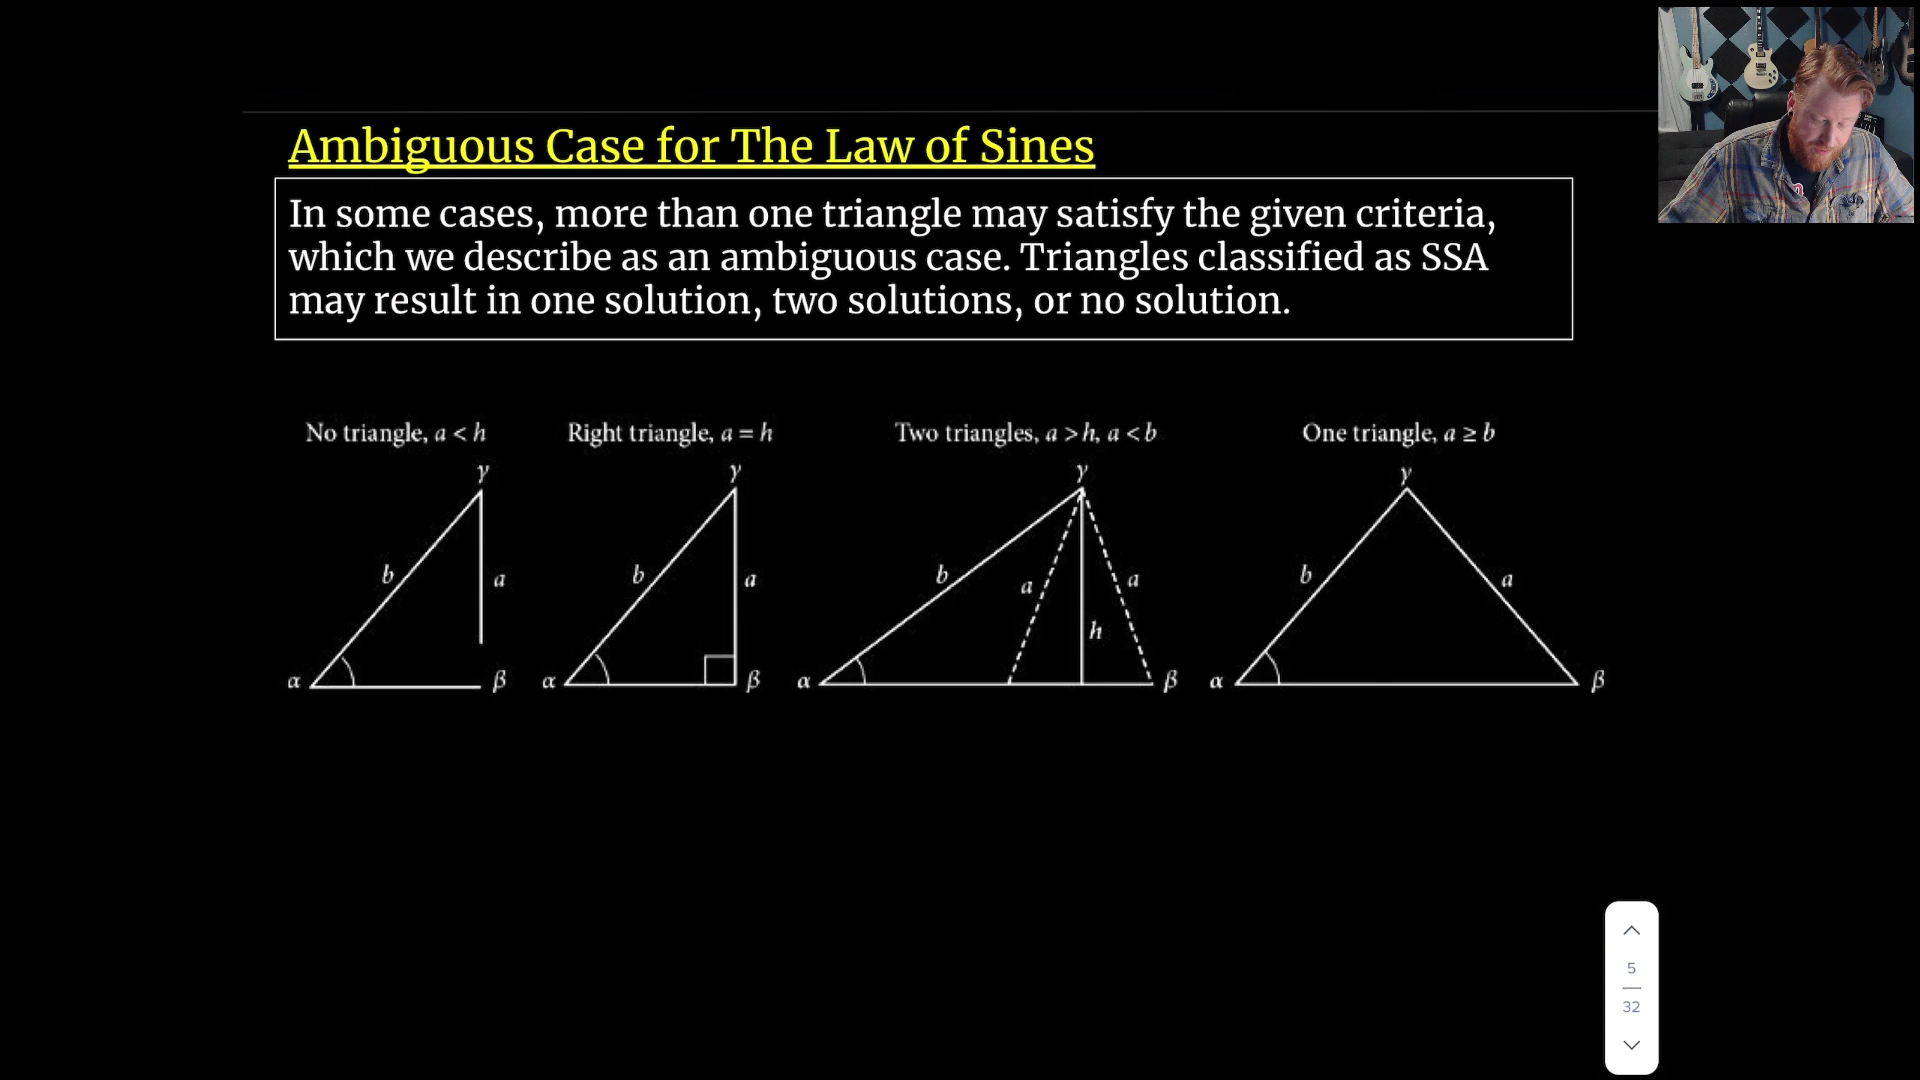 Ambiguous Case for The Law of Sines
In some cases, more than one triangle may satisfy the given criteria,
which we describe as an ambiguous case. Triangles classified as SSA
may result in one solution, two solutions, or no solution.
No triangle, a < h
γ
b
a
α
β
Right triangle, a = h
γ
b
a
α
β
Two triangles, a > h, a < b
γ
b
a
a
h
α
β
One triangle, a ≥ b
γ
b
a
α
β
5
32